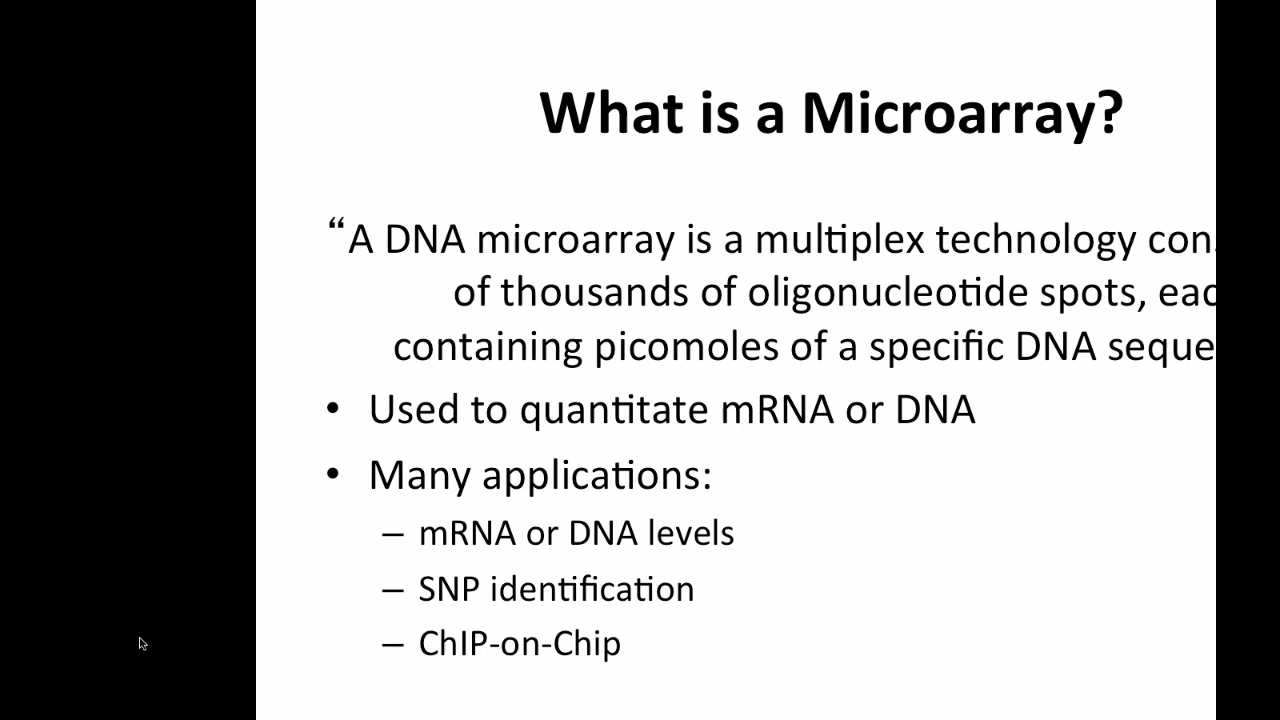 What is a Microarray?
“A DNA microarray is a multiplex technology
of thousands of oligonucleotide spots,
containing picomoles of a specific DNA
• Used to quantitate mRNA or DNA
• Many applications:
– mRNA or DNA levels
– SNP identification
– ChIP-on-Chip